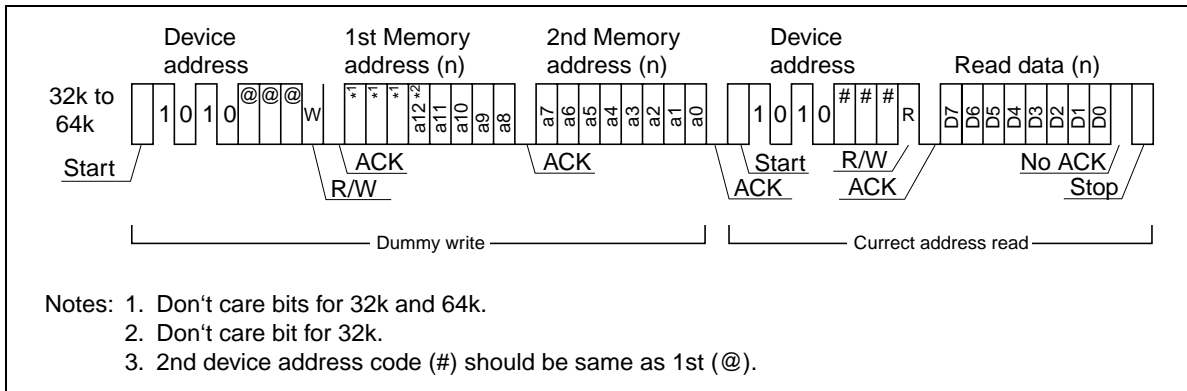 Device address
1st Memory address (n)
2nd Memory address (n)
Device address
Read data (n)
32k to 64k
1 0 1 0 @ @ @ W *1 *1 *1 a12*2 a11 a10 a9 a8 a7 a6 a5 a4 a3 a2 a1 a0 1 0 1 0 # # # R D7 D6 D5 D4 D3 D2 D1 D0
Start
R/W
ACK
ACK
ACK
Start
R/W
ACK
No ACK
Stop
Dummy write
Currect address read
Notes: 1. Don't care bits for 32k and 64k.
2. Don't care bit for 32k.
3. 2nd device address code (#) should be same as 1st (@).